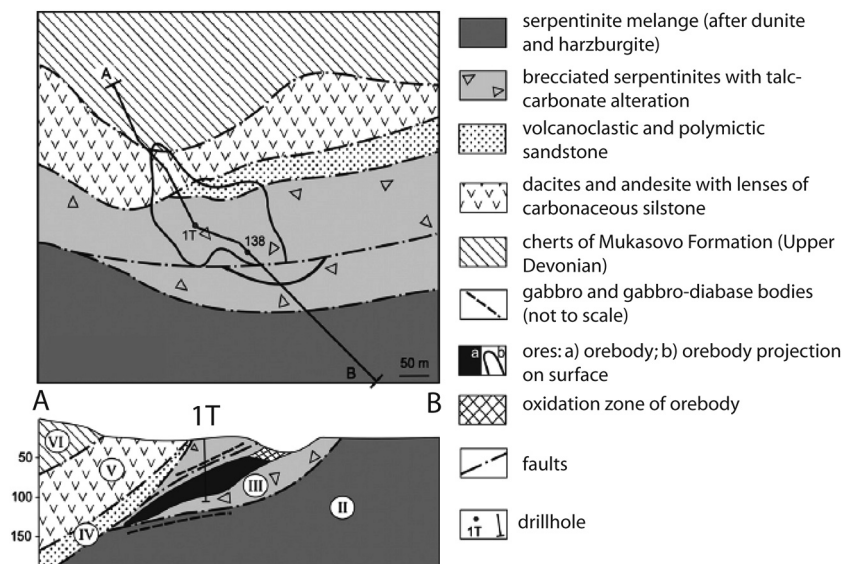 A
1T
138
B
50 m
A
1T
B
VI
V
IV
III
II
50
100
150
serpentinite melange (after dunite
and harzburgite)
brecciated serpentinites with talc-
carbonate alteration
volcanoclastic and polymictic
sandstone
dacites and andesite with lenses of
carbonaceous silstone
cherts of Mukasovo Formation (Upper
Devonian)
gabbro and gabbro-diabase bodies
(not to scale)
a b
ores: a) orebody; b) orebody projection
on surface
oxidation zone of orebody
faults
1T
drillhole